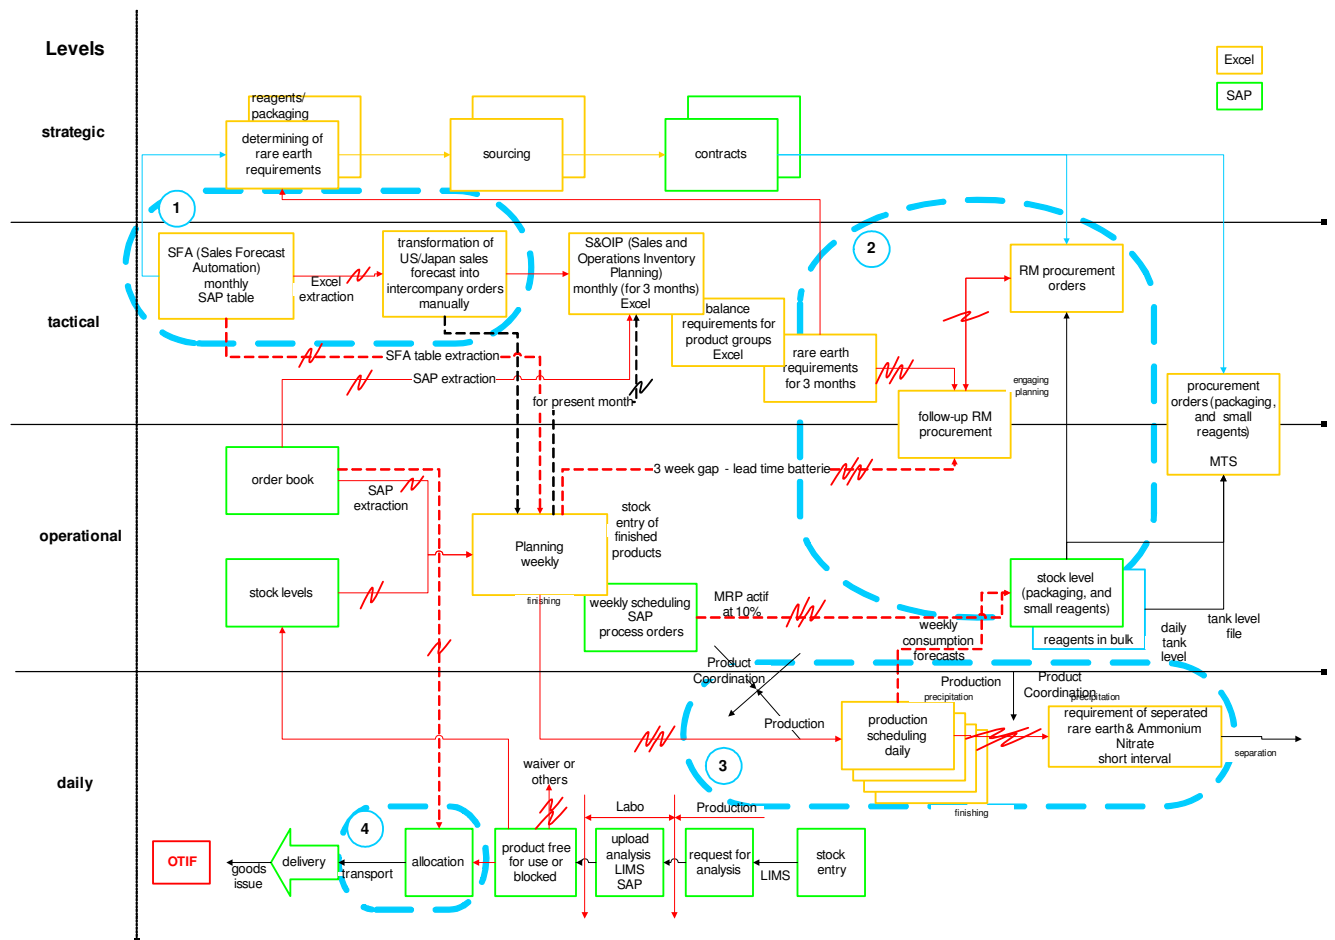 Levels
Excel
SAP
strategic
reagents/
packaging
determining of
rare earth
requirements
sourcing
contracts
1
2
tactical
SFA (Sales Forecast
Automation)
monthly
SAP table
Excel
extraction
transformation of
US/Japan sales
forecast into
intercompany orders
manually
S&OIP (Sales and
Operations Inventory
Planning)
monthly (for 3 months)
Excel
balance
requirements for
product groups
Excel
rare earth
requirements
for 3 months
RM procurement
orders
SFA table extraction
SAP extraction
for present month
engaging
planning
follow-up RM
procurement
procurement
orders (packaging,
and small
reagents)
MTS
operational
order book
SAP
extraction
3 week gap - lead time batterie
stock
entry of
finished
products
Planning
weekly
finishing
stock levels
weekly scheduling
SAP
process orders
MRP actif
at 10%
stock level
(packaging, and
small reagents)
reagents in bulk
weekly
consumption
forecasts
daily
tank
level
tank level
file
daily
Product
Coordination
Production
3
precipitation
production
scheduling
daily
finishing
Production
Product
Coordination
precipitation
requirement of seperated
rare earth & Ammonium
Nitrate
short interval
separation
waiver or
others
Labo
Production
4
OTIF
goods
issue
delivery
transport
allocation
product free
for use or
blocked
upload
analysis
LIMS
SAP
request for
analysis
LIMS
stock
entry